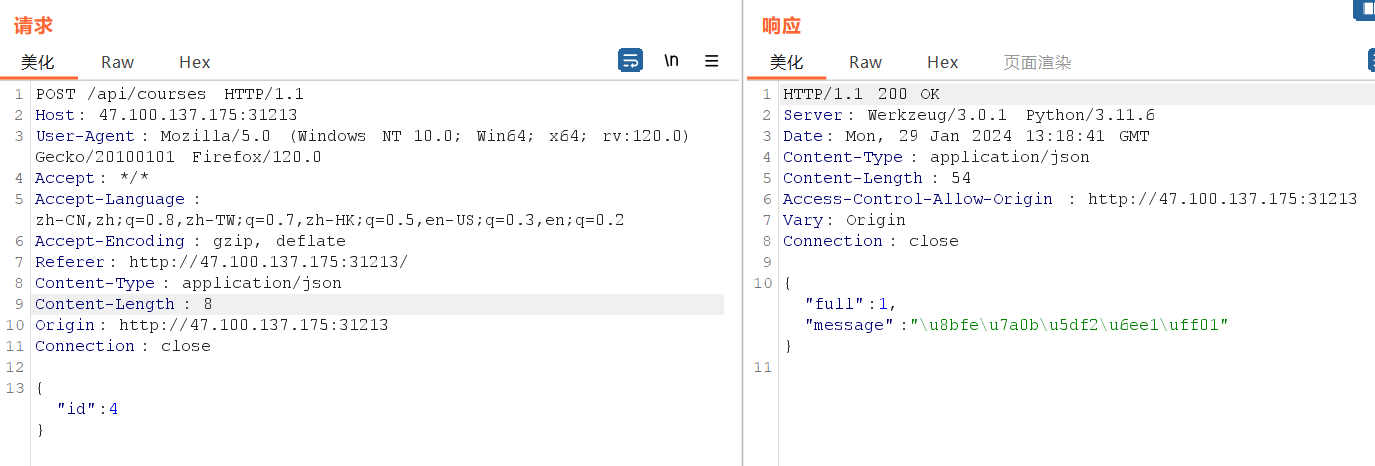 请求
美化 Raw Hex
\n
1 POST /api/courses HTTP/1.1
2 Host: 47.100.137.175:31213
3 User-Agent: Mozilla/5.0 (Windows NT 10.0; Win64; x64; rv:120.0)
Gecko/20100101 Firefox/120.0
4 Accept: */*
5 Accept-Language:
zh-CN,zh;q=0.8,zh-TW;q=0.7,zh-HK;q=0.5,en-US;q=0.3,en;q=0.2
6 Accept-Encoding: gzip, deflate
7 Referer: http://47.100.137.175:31213/
8 Content-Type: application/json
9 Content-Length: 8
10 Origin: http://47.100.137.175:31213
11 Connection: close
12
13 {
"id":4
}
响应
美化 Raw Hex 页面渲染
1 HTTP/1.1 200 OK
2 Server: Werkzeug/3.0.1 Python/3.11.6
3 Date: Mon, 29 Jan 2024 13:18:41 GMT
4 Content-Type: application/json
5 Content-Length: 54
6 Access-Control-Allow-Origin: http://47.100.137.175:31213
7 Vary: Origin
8 Connection: close
9
10 {
"full":1,
"message":"\u8bfe\u7a0b\u5df2\u6ee1\uff01"
}
11